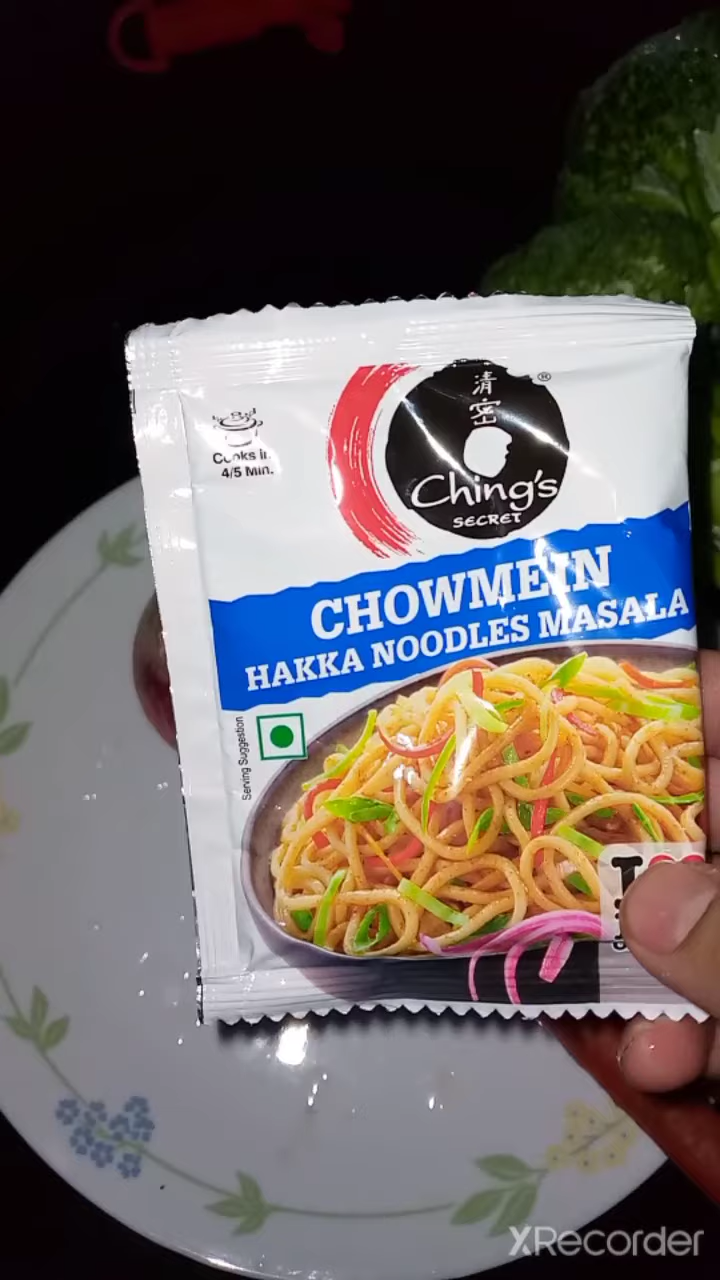 清
密
Ching's
SECRET
®
Cooks in
4/5 Min.
CHOWMEIN
HAKKA NOODLES MASALA
Serving Suggestion
XRecorder